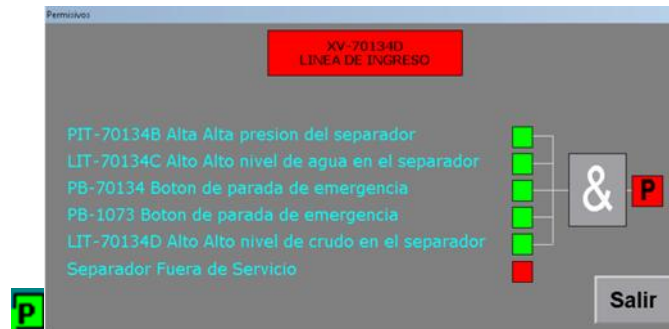 Permisivos
XV-70134D
LINEA DE INGRESO
PIT-70134B Alta Alta presion del separador
LIT-70134C Alto Alto nivel de agua en el separador
PB-70134 Boton de parada de emergencia
PB-1073 Boton de parada de emergencia
LIT-70134D Alto Alto nivel de crudo en el separador
Separador Fuera de Servicio
&
P
Salir
P